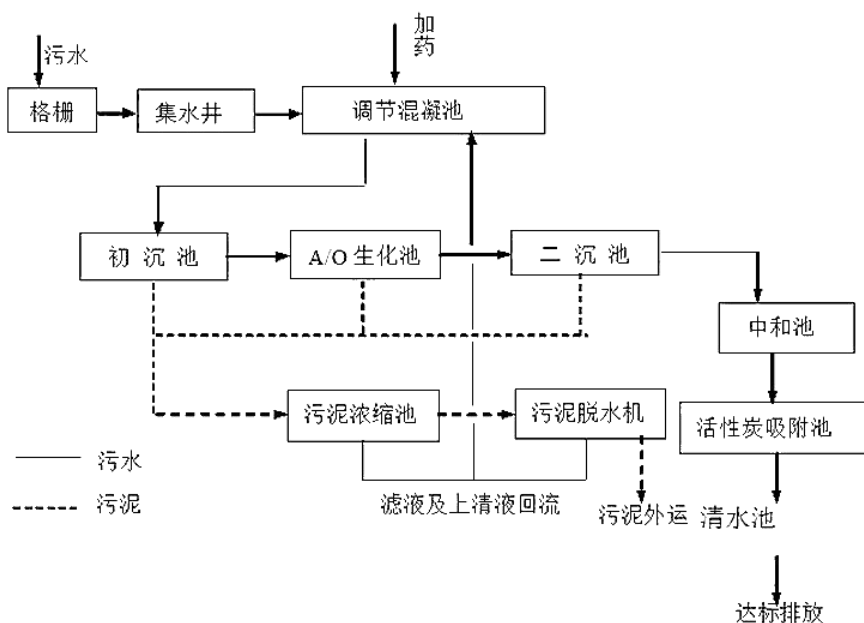 污水
加药
格栅
集水井
调节混凝池
初沉池
A/O生化池
二沉池
中和池
污泥浓缩池
污泥脱水机
活性炭吸附池
污水
污泥
滤液及上清液回流
污泥外运
清水池
达标排放